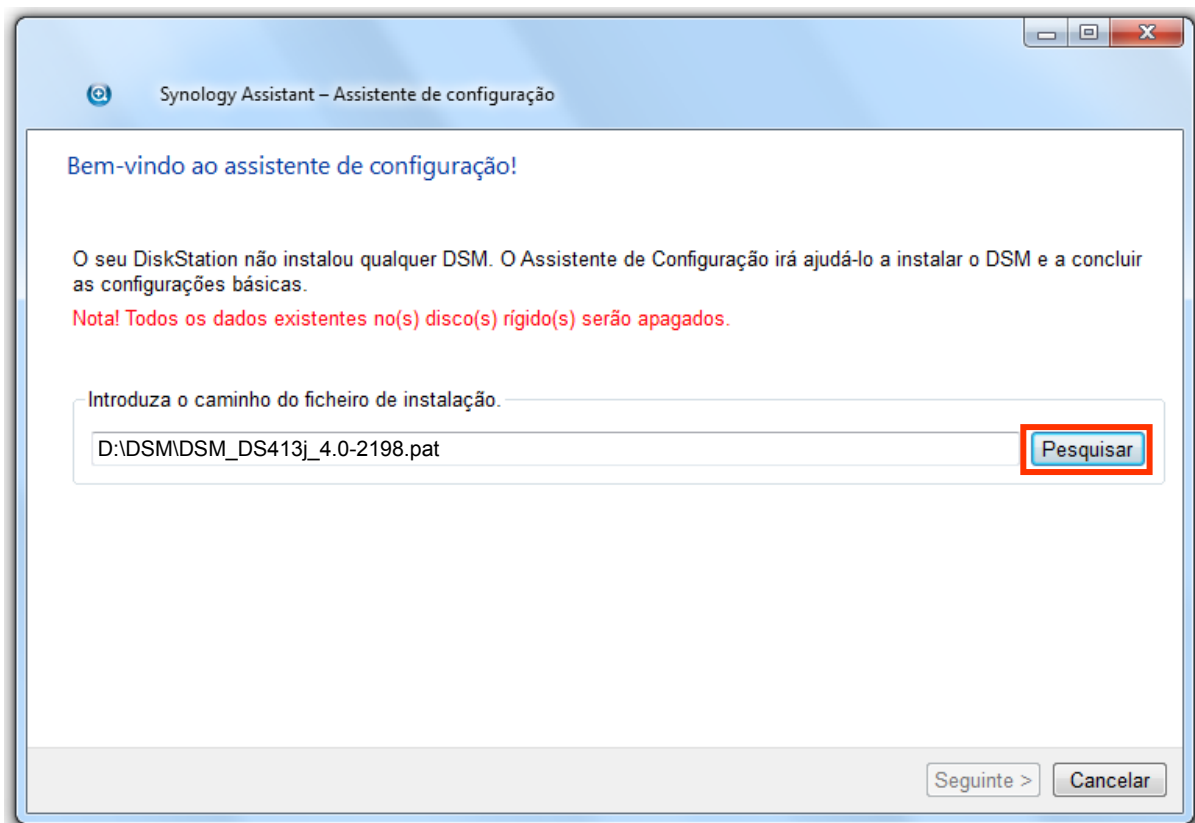 Synology Assistant – Assistente de configuração
Bem-vindo ao assistente de configuração!
O seu DiskStation não instalou qualquer DSM. O Assistente de Configuração irá ajudá-lo a instalar o DSM e a concluir
as configurações básicas.
Nota! Todos os dados existentes no(s) disco(s) rígido(s) serão apagados.
Introduza o caminho do ficheiro de instalação.
D:\DSM\DSM_DS413j_4.0-2198.pat
Pesquisar
Seguinte >
Cancelar